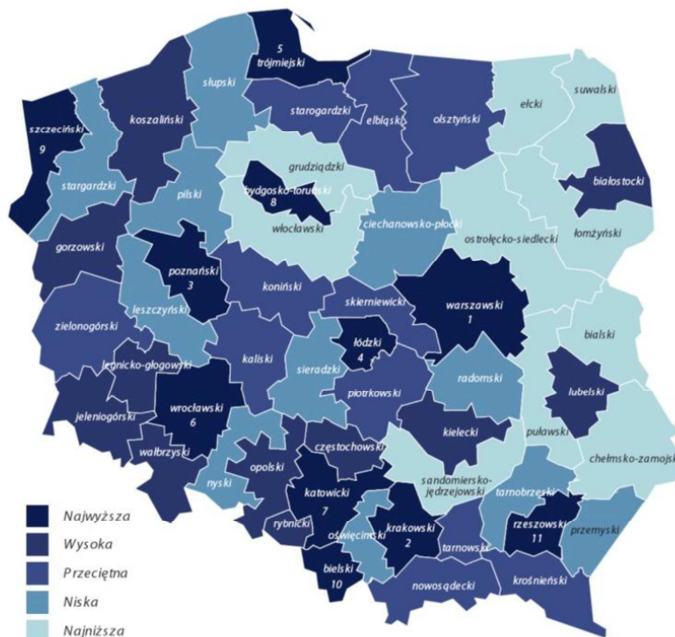 5
trójmiejski
słupski
koszaliński
szczeciński
9
starogardzki
elbląski
olsztyński
ełcki
suwalski
białostocki
stargardzki
pilski
grudziądzki
bydgosko-toruński
8
włocławski
ciechanowsko-płocki
ostrołęcko-siedlecki
łomżyński
gorzowski
poznański
3
koniński
skierniewicki
warszawski
1
zielonogórski
leszczyński
kaliski
łódzki
4
sieradzki
bialski
legnicko-głogowski
piotrkowski
radomski
lubelski
jeleniogórski
wrocławski
6
wałbrzyski
nyski
opolski
częstochowski
kielecki
puławski
chełmsko-zamojsk
sandomiersko-
jędrzejowski
katowicki
7
rybnicki
oświęcimski
krakowski
2
tarnobrzeski
rzeszowski
11
przemyski
tarnowski
bielski
10
nowosądecki
krośnieński
Najwyższa
Wysoka
Przeciętna
Niska
Najniższa